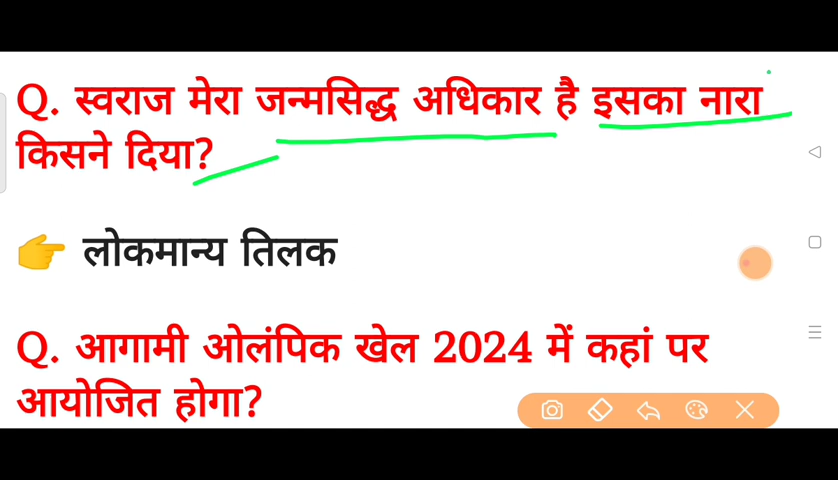 Q. स्वराज मेरा जन्मसिद्ध अधिकार है इसका नारा
किसने दिया?
👉 लोकमान्य तिलक
Q. आगामी ओलंपिक खेल 2024 में कहां पर
आयोजित होगा?